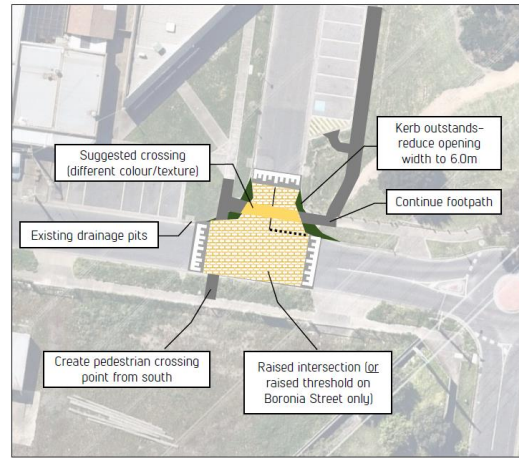 Kerb outstands-
reduce opening
width to 6.0m
Suggested crossing
(different colour/texture)
Continue footpath
Existing drainage pits
Create pedestrian crossing
point from south
Raised intersection (or
raised threshold on
Boronia Street only)